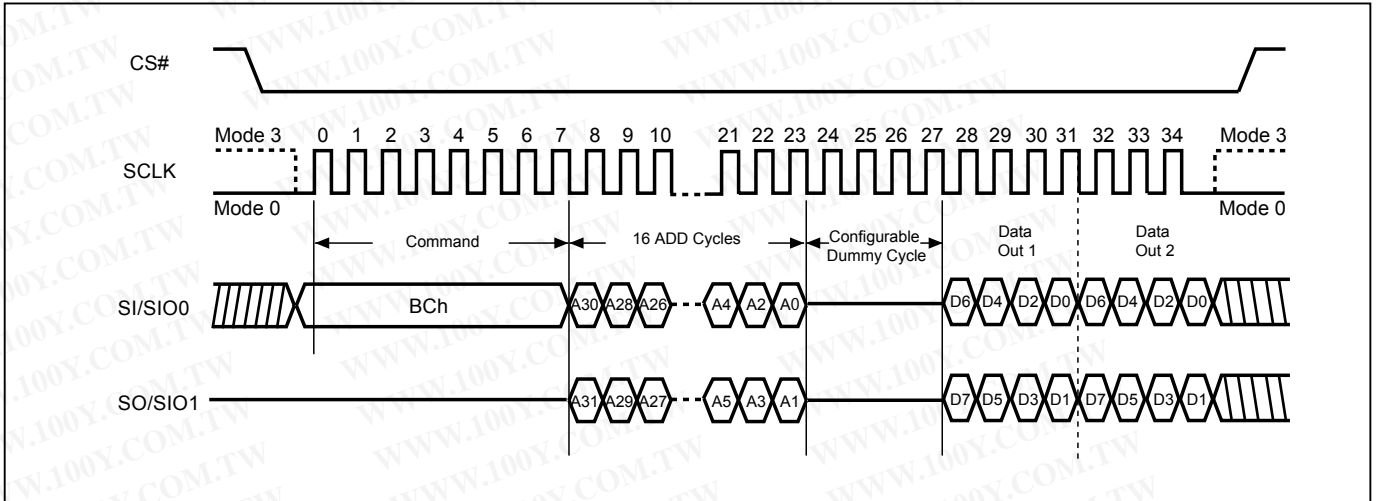 CS#
Mode 3 0 1 2 3 4 5 6 7 8 9 10 21 22 23 24 25 26 27 28 29 30 31 32 33 34 Mode 3
SCLK
Mode 0 Mode 0
Command 16 ADD Cycles Configurable Dummy Cycle Data Out 1 Data Out 2
SI/SIO0 BCh A30 A28 A26 A4 A2 A0 D6 D4 D2 D0 D6 D4 D2 D0
SO/SIO1 A31 A29 A27 A5 A3 A1 D7 D5 D3 D1 D7 D5 D3 D1
WWW.100Y.COM.TW